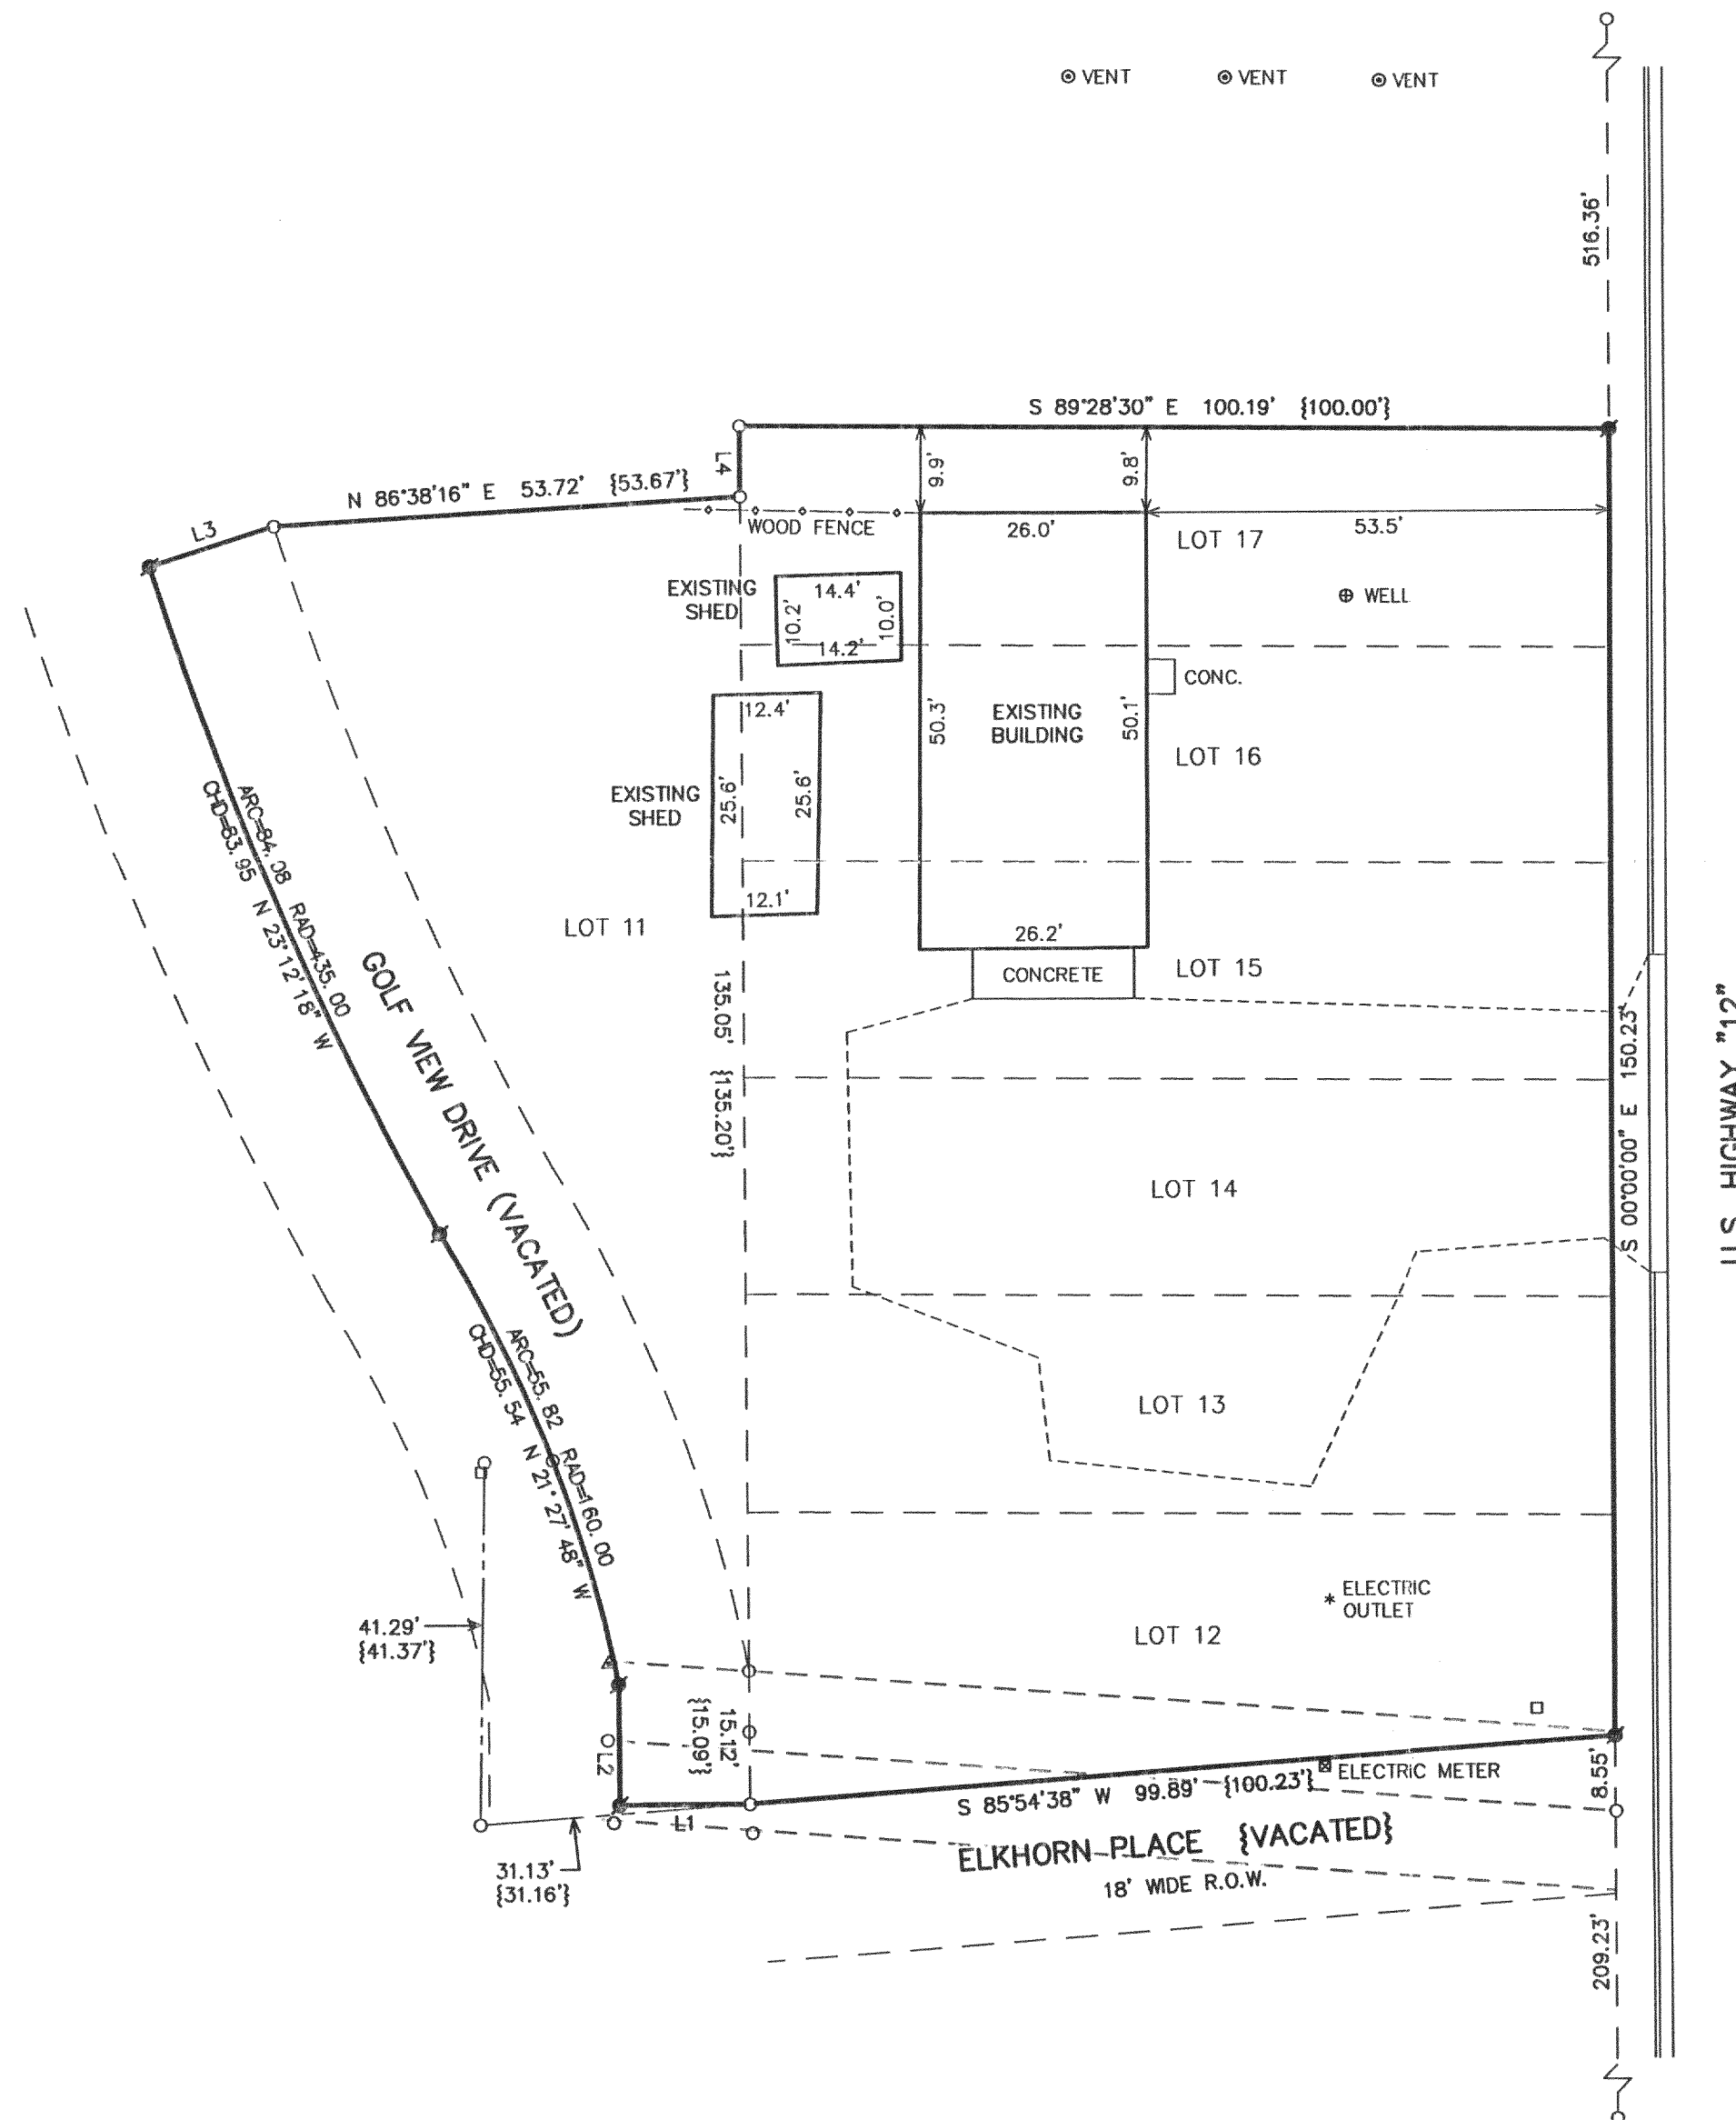 VENT
VENT
VENT
516.36'
S 89°28'30" E 100.19' {100.00'}
L4
9.9'
9.8'
N 86°38'16" E 53.72' {53.67'}
L3
WOOD FENCE
26.0'
LOT 17
53.5'
EXISTING
SHED
14.4'
10.2'
10.0'
14.2'
WELL
CONC.
12.4'
50.3'
EXISTING
BUILDING
50.1'
LOT 16
EXISTING
SHED
25.6'
12.1'
LOT 11
26.2'
CONCRETE
LOT 15
ARC=84.08 RAD=435.00
CHD=83.95 N 23°12'18" W
GOLF VIEW DRIVE (VACATED)
135.05' {135.20'}
S 00°00'00" E 150.23'
U.S. HIGHWAY "12"
LOT 14
LOT 13
ARC=55.82 RAD=160.00
CHD=55.54 N 21°27'48" W
41.29'
{41.37'}
ELECTRIC
OUTLET
LOT 12
15.12'
{15.09'}
L2
L1
ELECTRIC METER
8.55'
S 85°54'38" W 99.89' {100.23'}
ELKHORN PLACE {VACATED}
18' WIDE R.O.W.
31.13'
{31.16'}
209.23'